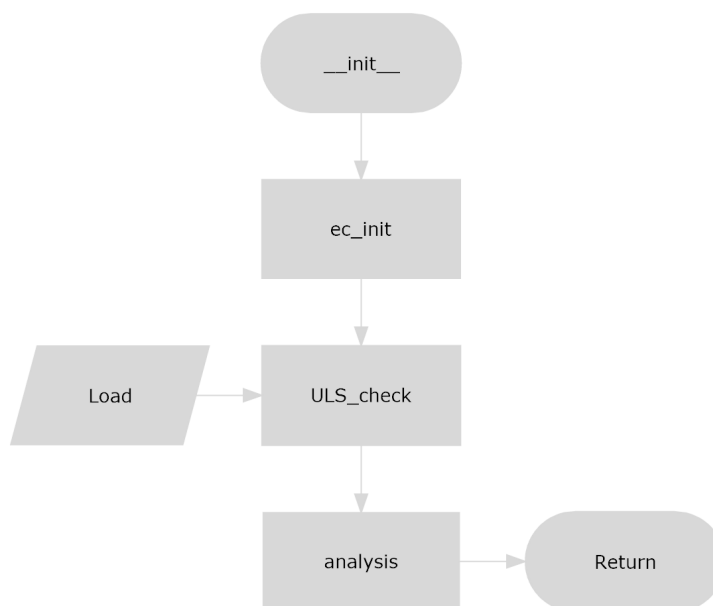 __init__
ec_init
Load
ULS_check
analysis
Return